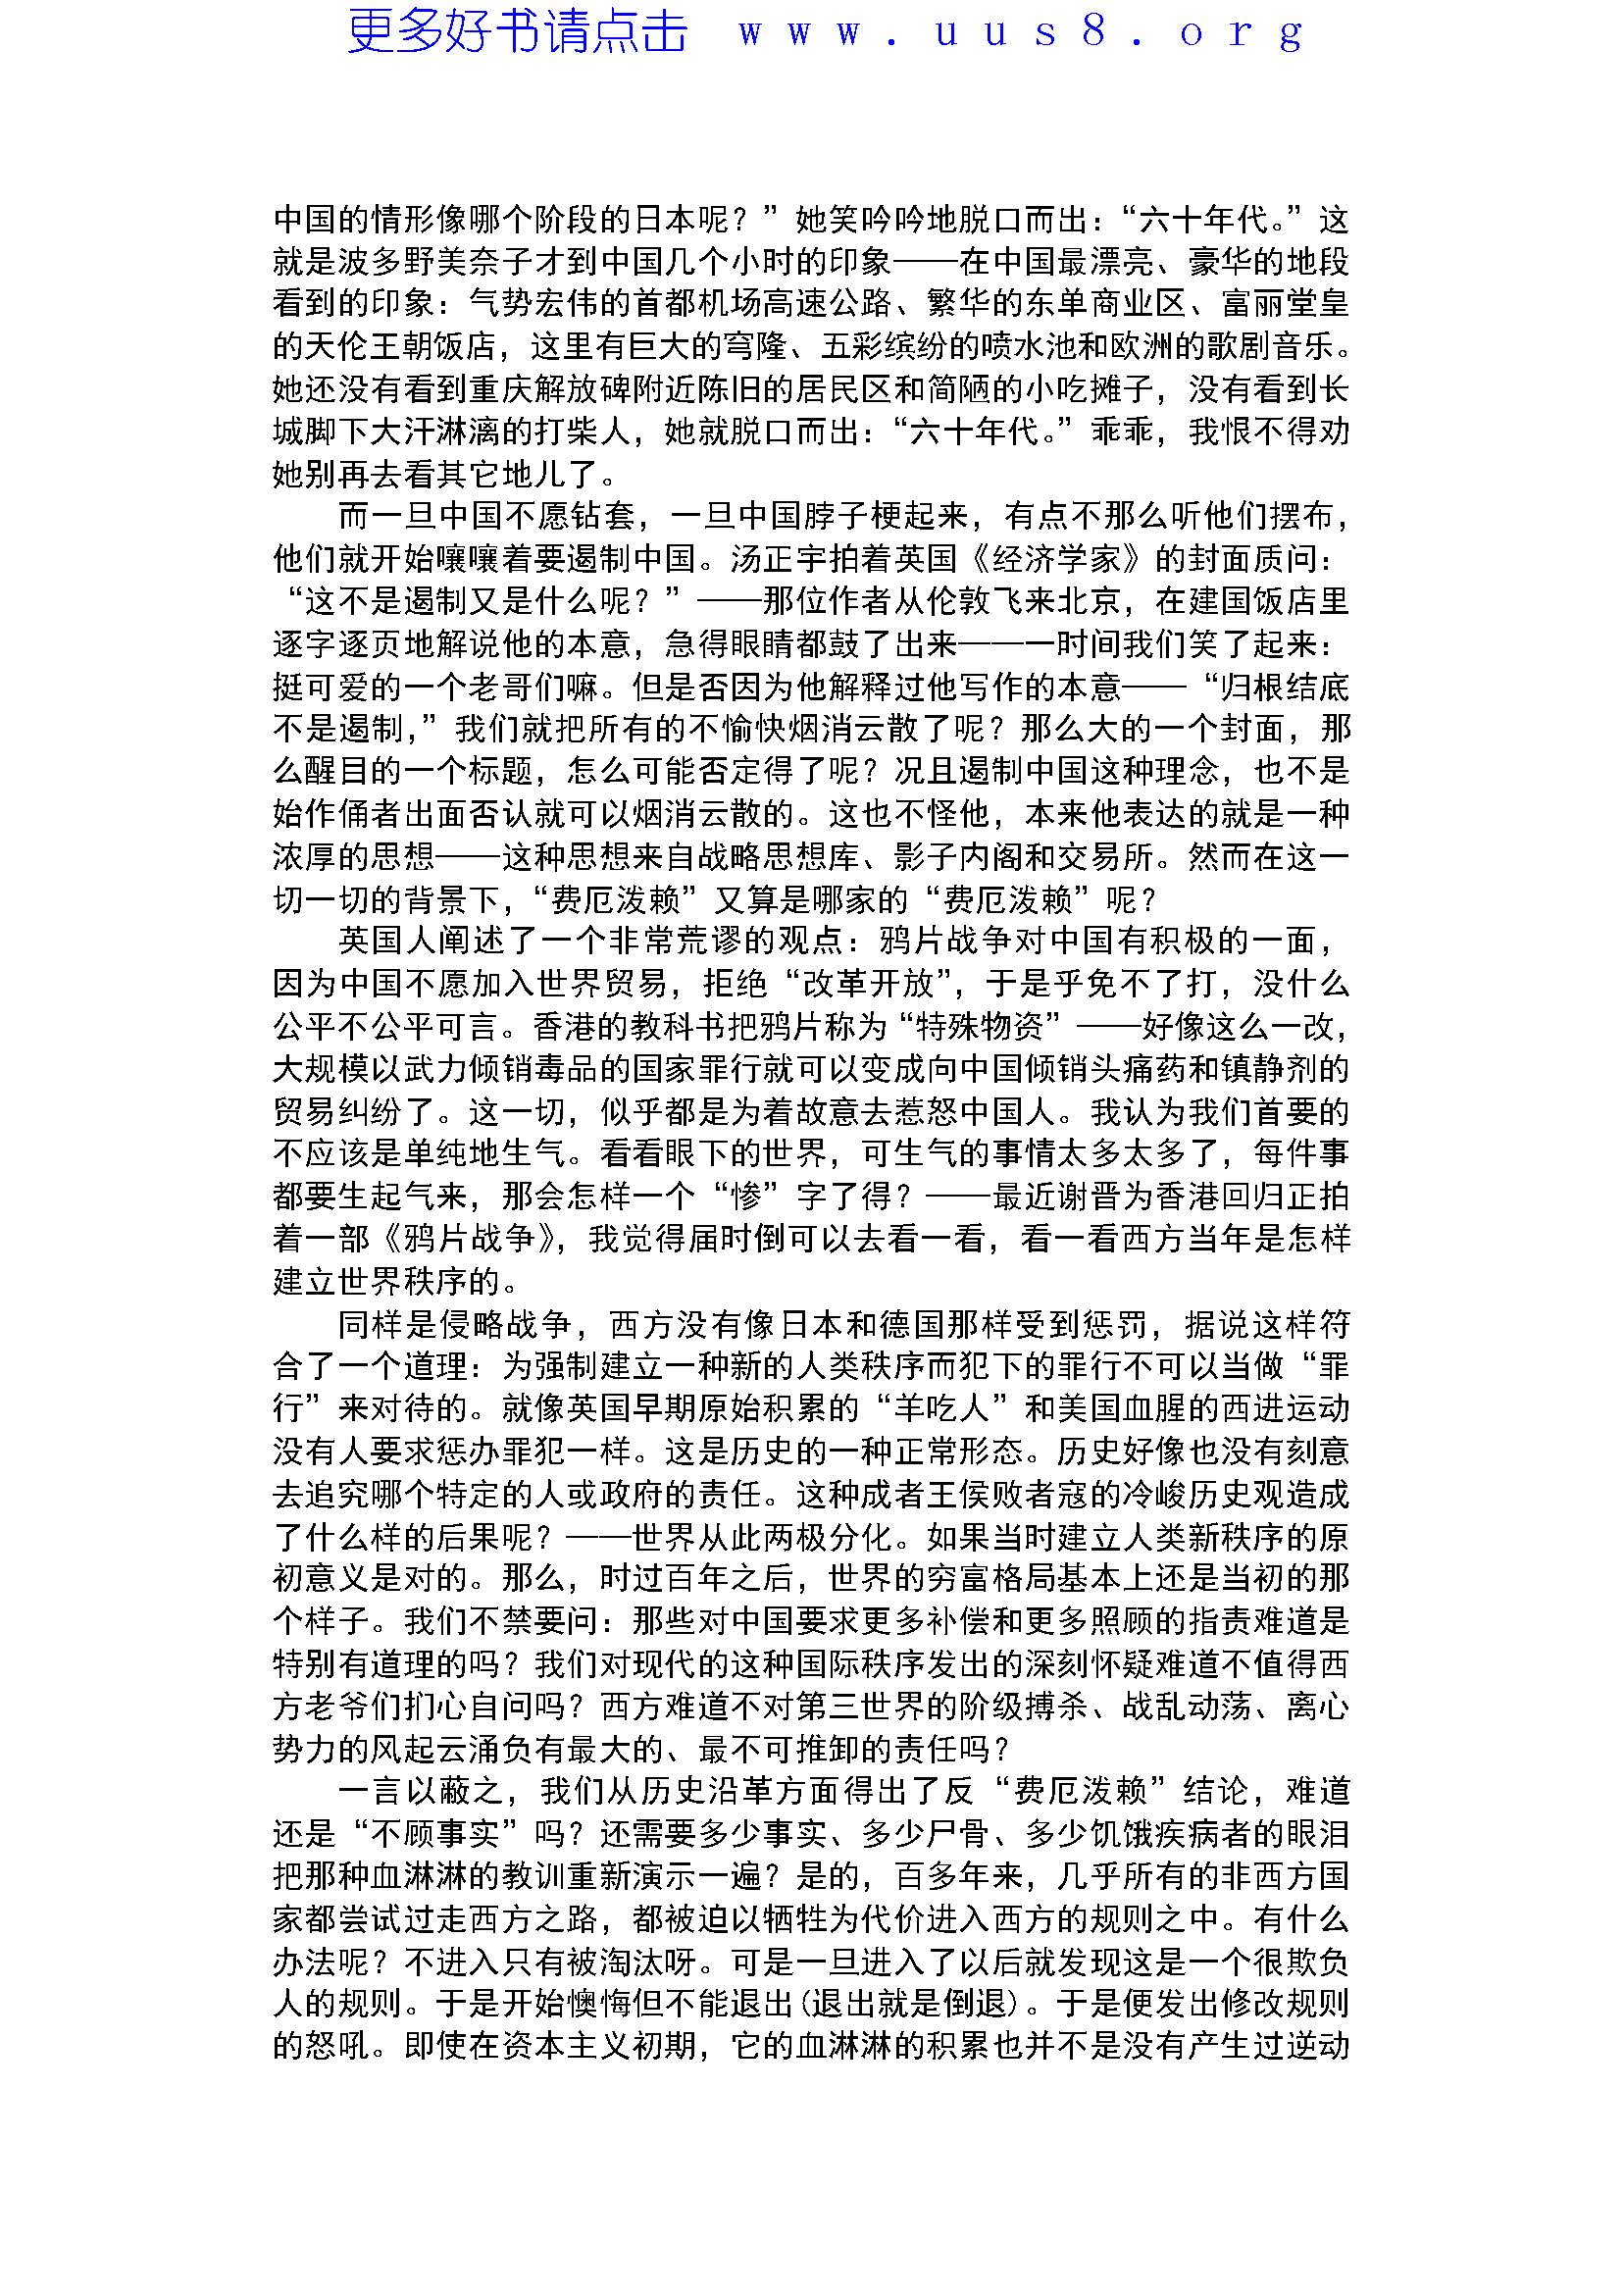 更多好书请点击 www.uus8.org
中国的情形像哪个阶段的日本呢？”她笑吟吟地脱口而出：“六十年代。”这
就是波多野美奈子才到中国几个小时的印象——在中国最漂亮、豪华的地段
看到的印象：气势宏伟的首都机场高速公路、繁华的东单商业区、富丽堂皇
的天伦王朝饭店，这里有巨大的穹隆、五彩缤纷的喷水池和欧洲的歌剧音乐。
她还没有看到重庆解放碑附近陈旧的居民区和简陋的小吃摊子，没有看到长
城脚下大汗淋漓的打柴人，她就脱口而出：“六十年代。”乖乖，我恨不得劝
她别再去看其它地儿了。
而一旦中国不愿钻套，一旦中国脖子梗起来，有点不那么听他们摆布，
他们就开始嚷嚷着要遏制中国。汤正宇拍着英国《经济学家》的封面质问：
“这不是遏制又是什么呢？”——那位作者从伦敦飞来北京，在建国饭店里
逐字逐页地解说他的本意，急得眼睛都鼓了出来——一时间我们笑了起来：
挺可爱的一个老哥们嘛。但是否因为他解释过他写作的本意——“归根结底
不是遏制，”我们就把所有的不愉快烟消云散了呢？那么大的一个封面，那
么醒目的一个标题，怎么可能否定得了呢？况且遏制中国这种理念，也不是
始作俑者出面否认就可以烟消云散的。这也不怪他，本来他表达的就是一种
浓厚的思想——这种思想来自战略思想库、影子内阁和交易所。然而在这一
切一切的背景下，“费厄泼赖”又算是哪家的“费厄泼赖”呢？
英国人阐述了一个非常荒谬的观点：鸦片战争对中国有积极的一面，
因为中国不愿加入世界贸易，拒绝“改革开放”，于是乎免不了打，没什么
公平不公平可言。香港的教科书把鸦片称为“特殊物资”——好像这么一改，
大规模以武力倾销毒品的国家罪行就可以变成向中国倾销头痛药和镇静剂的
贸易纠纷了。这一切，似乎都是为着故意去惹怒中国人。我认为我们首要的
不应该是单纯地生气。看看眼下的世界，可生气的事情太多太多了，每件事
都要生起气来，那会怎样一个“惨”字了得？——最近谢晋为香港回归正拍
着一部《鸦片战争》，我觉得届时倒可以去看一看，看一看西方当年是怎样
建立世界秩序的。
同样是侵略战争，西方没有像日本和德国那样受到惩罚，据说这样符
合了一个道理：为强制建立一种新的人类秩序而犯下的罪行不可以当做“罪
行”来对待的。就像英国早期原始积累的“羊吃人”和美国血腥的西进运动
没有人要求惩办罪犯一样。这是历史的一种正常形态。历史好像也没有刻意
去追究哪个特定的人或政府的责任。这种成者王侯败者寇的冷峻历史观造成
了什么样的后果呢？——世界从此两极分化。如果当时建立人类新秩序的原
初意义是对的。那么，时过百年之后，世界的穷富格局基本上还是当初的那
个样子。我们不禁要问：那些对中国要求更多补偿和更多照顾的指责难道是
特别有道理的吗？我们对现代的这种国际秩序发出的深刻怀疑难道不值得西
方老爷们扪心自问吗？西方难道不对第三世界的阶级搏杀、战乱动荡、离心
势力的风起云涌负有最大的、最不可推卸的责任吗？
一言以蔽之，我们从历史沿革方面得出了反“费厄泼赖”结论，难道
还是“不顾事实”吗？还需要多少事实、多少尸骨、多少饥饿疾病者的眼泪
把那种血淋淋的教训重新演示一遍？是的，百多年来，几乎所有的非西方国
家都尝试过走西方之路，都被迫以牺牲为代价进入西方的规则之中。有什么
办法呢？不进入只有被淘汰呀。可是一旦进入了以后就发现这是一个很欺负
人的规则。于是开始懊悔但不能退出(退出就是倒退)。于是便发出修改规则
的怒吼。即使在资本主义初期，它的血淋淋的积累也并不是没有产生过逆动